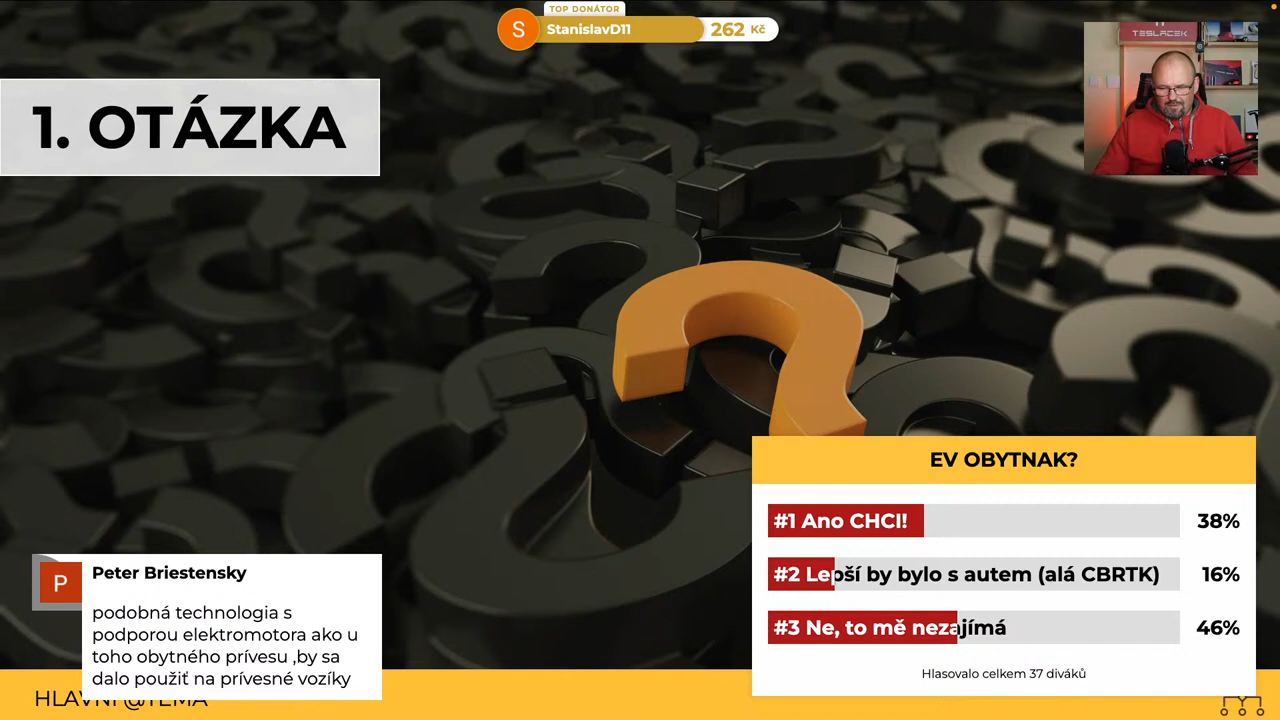 TOP DONÁTOR
S
StanislavD11
262 Kč
TESLÁCEK
1. OTÁZKA
EV OBYTNAK?
#1 Ano CHCI!
38%
#2 Lepší by bylo s autem (alá CBRTK)
16%
#3 Ne, to mě nezajímá
46%
Hlasovalo celkem 37 diváků
P
Peter Briestensky
podobná technologia s
podporou elektromotora ako u
toho obytného prívesu ,by sa
dalo použiť na prívesné vozíky
HLAVNÍ @TÉMA